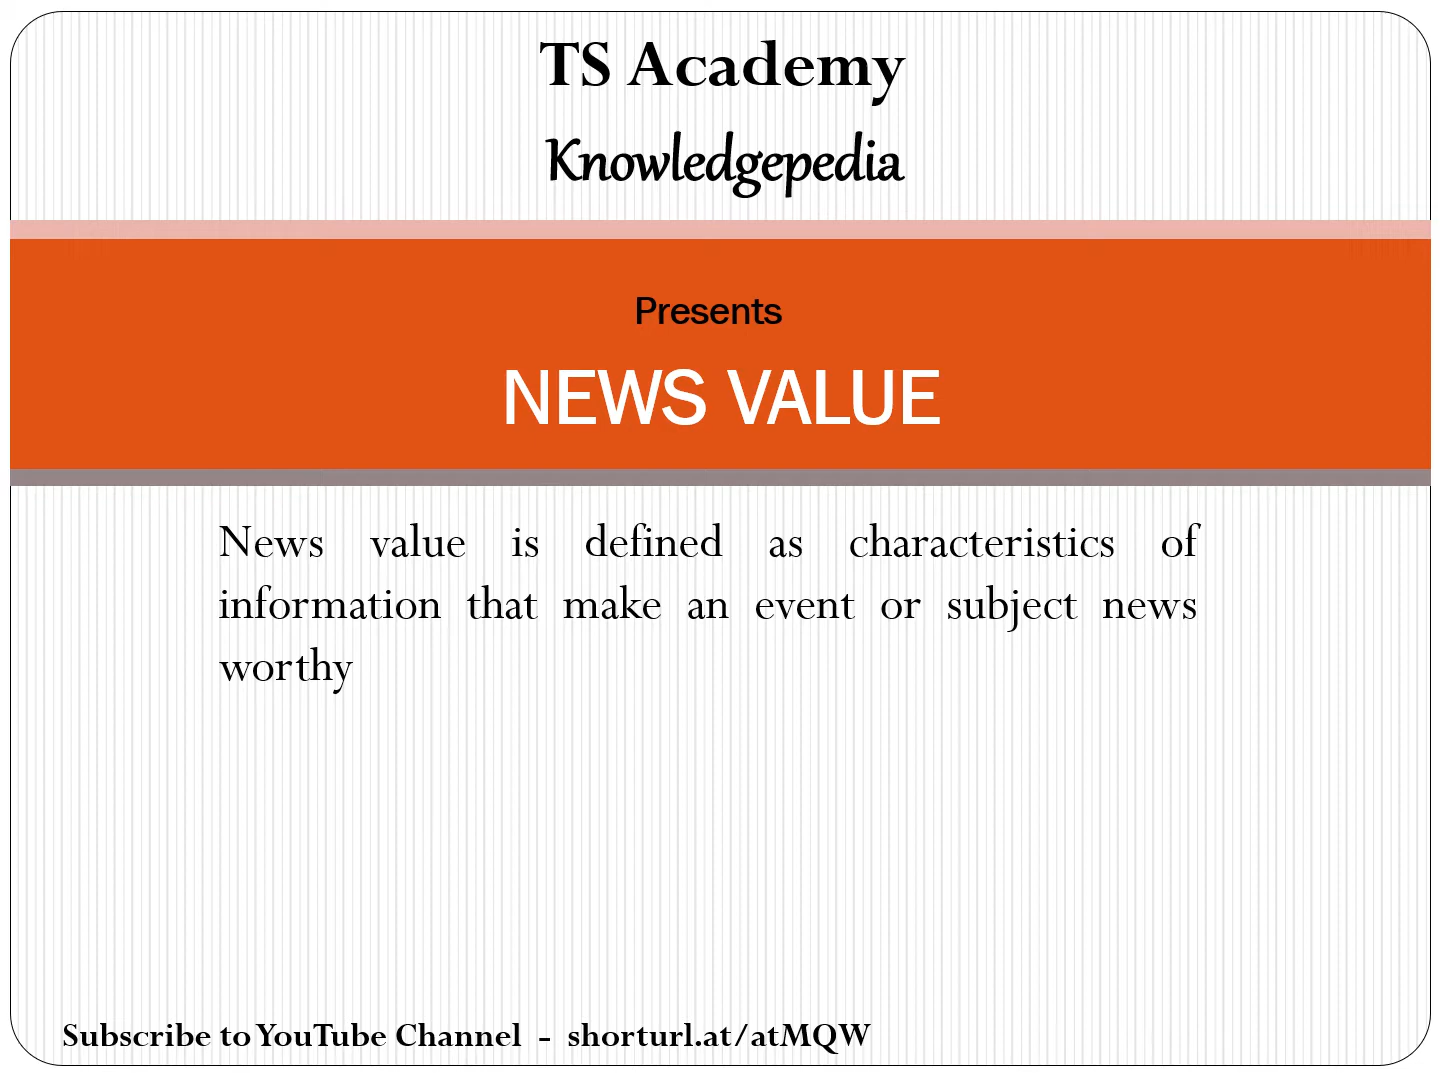 TS Academy
Knowledgepedia
Presents
NEWS VALUE
News value is defined as characteristics of
information that make an event or subject news
worthy
Subscribe to YouTube Channel - shorturl.at/atMQW